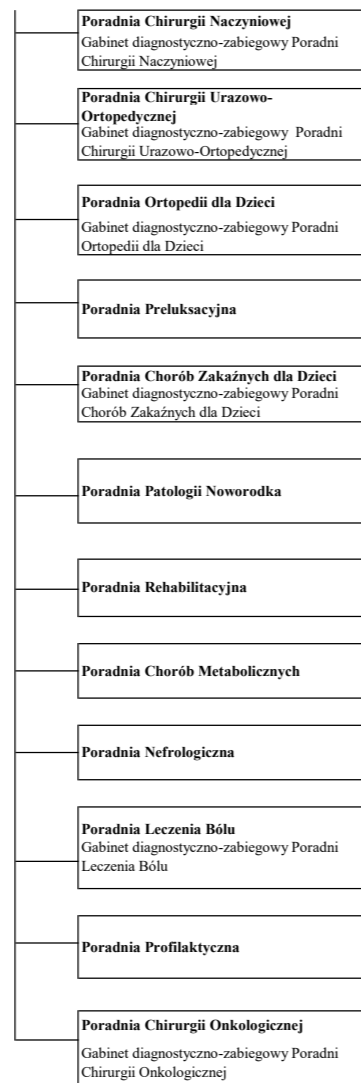 Poradnia Chirurgii Naczyniowej
Gabinet diagnostyczno-zabiegowy Poradni
Chirurgii Naczyniowej
Poradnia Chirurgii Urazowo-
Ortopedycznej
Gabinet diagnostyczno-zabiegowy Poradni
Chirurgii Urazowo-Ortopedycznej
Poradnia Ortopedii dla Dzieci
Gabinet diagnostyczno-zabiegowy Poradni
Ortopedii dla Dzieci
Poradnia Preluksacyjna
Poradnia Chorób Zakaźnych dla Dzieci
Gabinet diagnostyczno-zabiegowy Poradni
Chorób Zakaźnych dla Dzieci
Poradnia Patologii Noworodka
Poradnia Rehabilitacyjna
Poradnia Chorób Metabolicznych
Poradnia Nefrologiczna
Poradnia Leczenia Bólu
Gabinet diagnostyczno-zabiegowy Poradni
Leczenia Bólu
Poradnia Profilaktyczna
Poradnia Chirurgii Onkologicznej
Gabinet diagnostyczno-zabiegowy Poradni
Chirurgii Onkologicznej